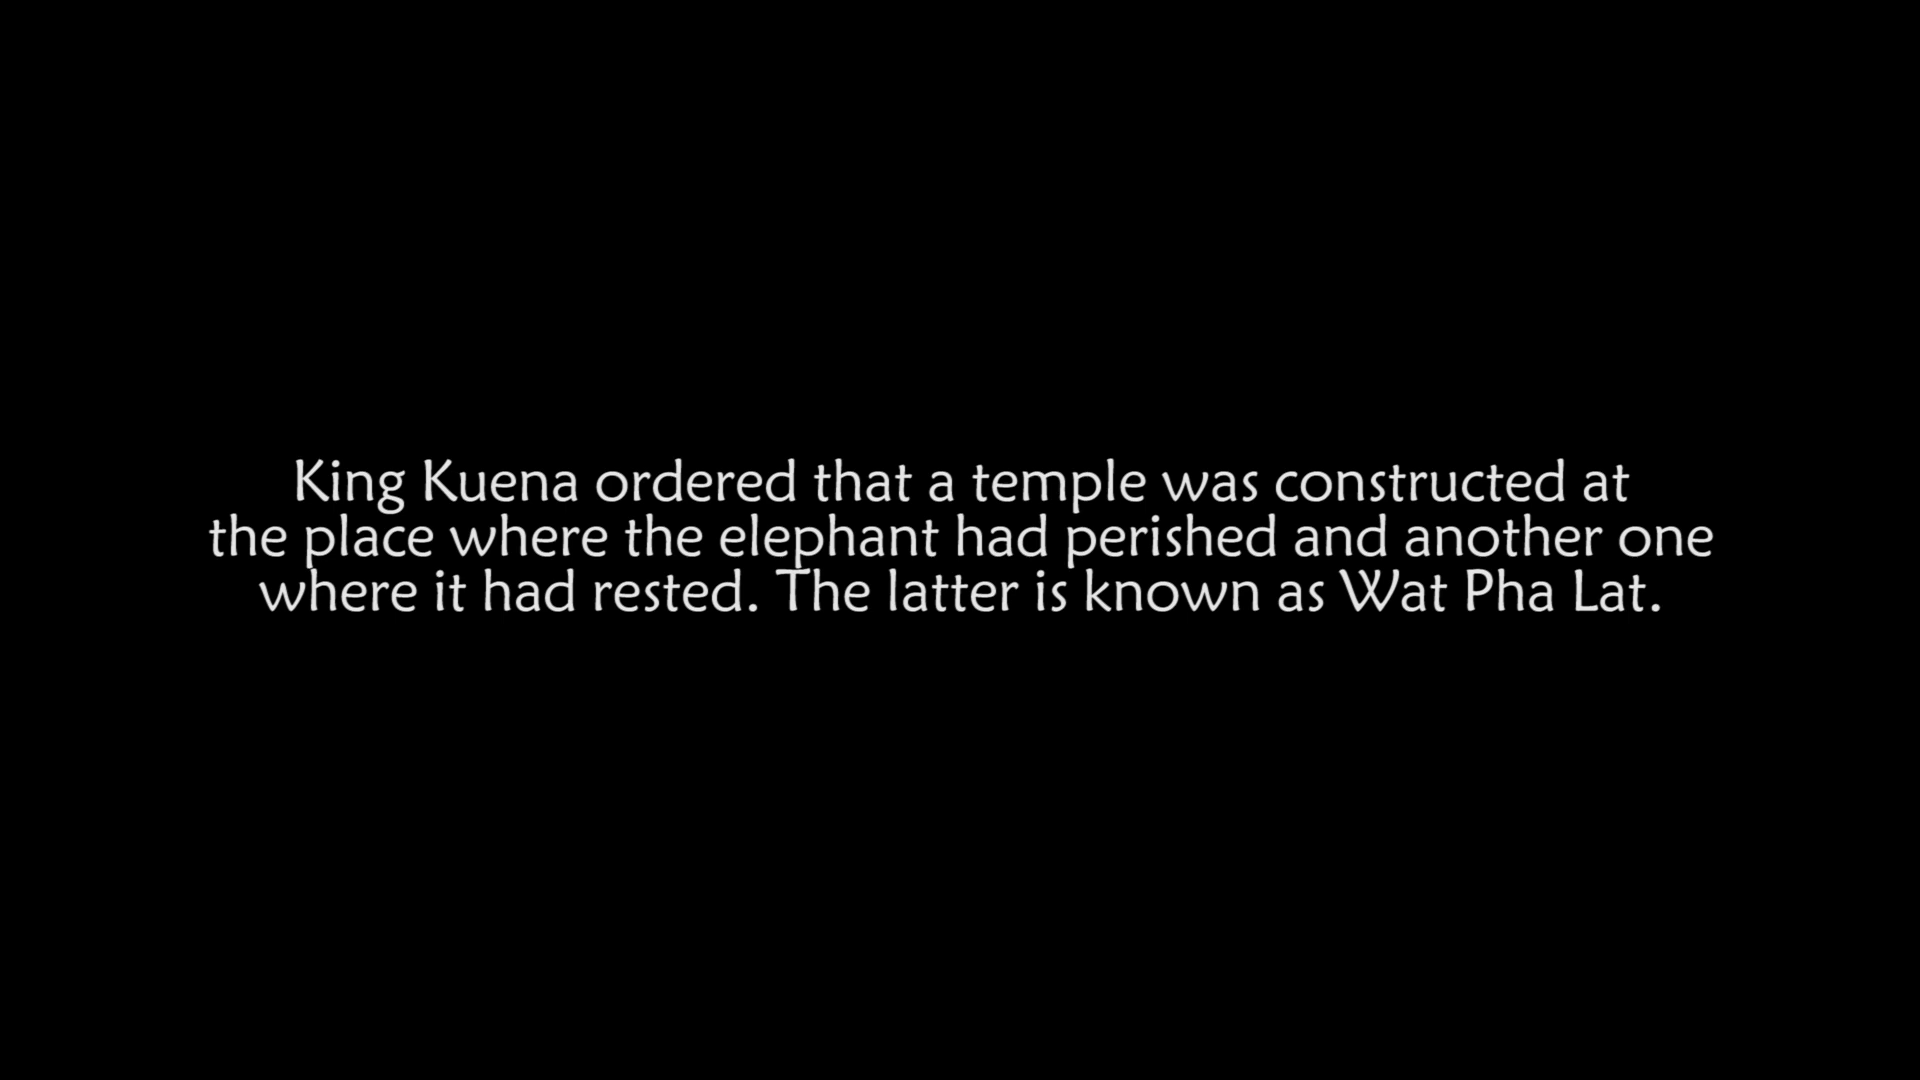 King Kuena ordered that a temple was constructed at
the place where the elephant had perished and another one
where it had rested. The latter is known as Wat Pha Lat.